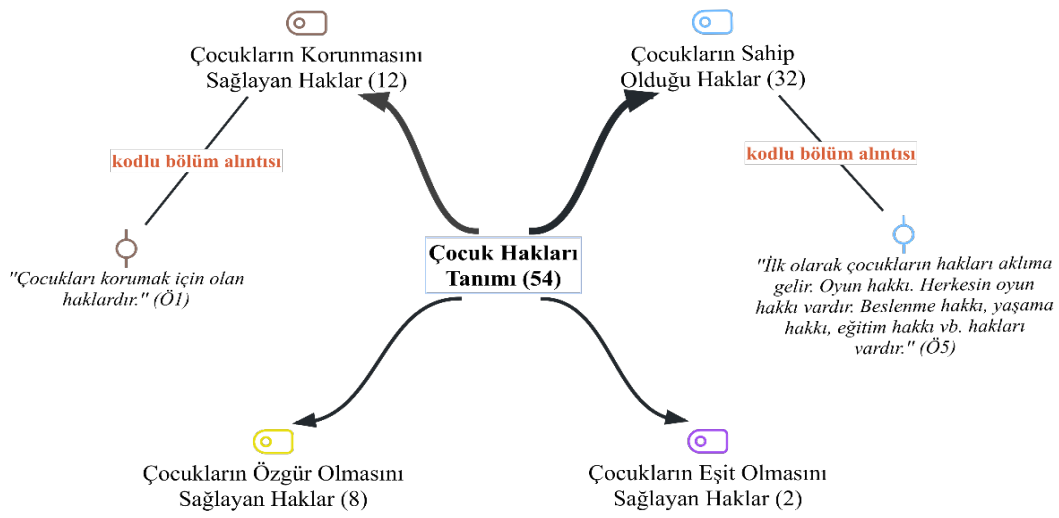 Çocukların Korunmasını
Sağlayan Haklar (12)
Çocukların Sahip
Olduğu Haklar (32)
kodlu bölüm alıntısı
kodlu bölüm alıntısı
Çocuk Hakları
Tanımı (54)
"Çocukları korumak için olan
haklardır." (Ö1)
"İlk olarak çocukların hakları aklıma
gelir. Oyun hakkı. Herkesin oyun
hakkı vardır. Beslenme hakkı, yaşama
hakkı, eğitim hakkı vb. hakları
vardır." (Ö5)
Çocukların Özgür Olmasını
Sağlayan Haklar (8)
Çocukların Eşit Olmasını
Sağlayan Haklar (2)